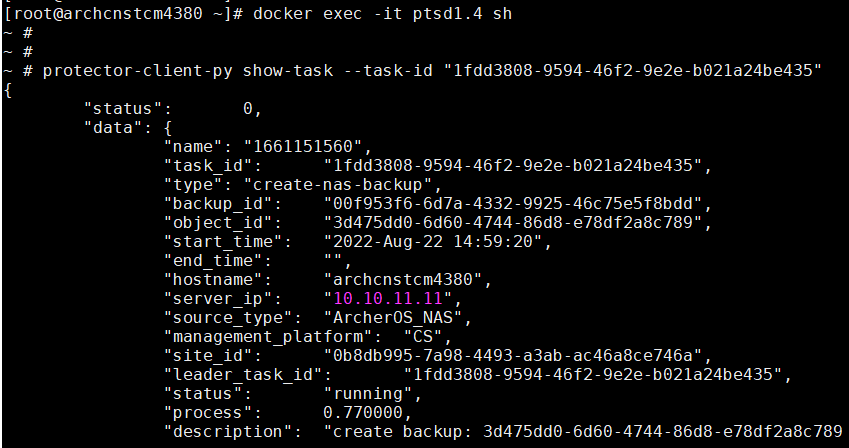 [root@archcnstcm4380 ~]# docker exec -it ptsd1.4 sh
~ #
~ #
~ # protector-client-py show-task --task-id "1fdd3808-9594-46f2-9e2e-b021a24be435"
{
        "status":       0,
        "data": {
                "name": "1661151560",
                "task_id":      "1fdd3808-9594-46f2-9e2e-b021a24be435",
                "type": "create-nas-backup",
                "backup_id":    "00f953f6-6d7a-4332-9925-46c75e5f8bdd",
                "object_id":    "3d475dd0-6d60-4744-86d8-e78df2a8c789",
                "start_time":   "2022-Aug-22 14:59:20",
                "end_time":     "",
                "hostname":     "archcnstcm4380",
                "server_ip":    "10.10.11.11",
                "source_type":  "ArcherOS_NAS",
                "management_platform":  "CS",
                "site_id":      "0b8db995-7a98-4493-a3ab-ac46a8ce746a",
                "leader_task_id":       "1fdd3808-9594-46f2-9e2e-b021a24be435",
                "status":       "running",
                "process":      0.770000,
                "description":  "create backup: 3d475dd0-6d60-4744-86d8-e78df2a8c789